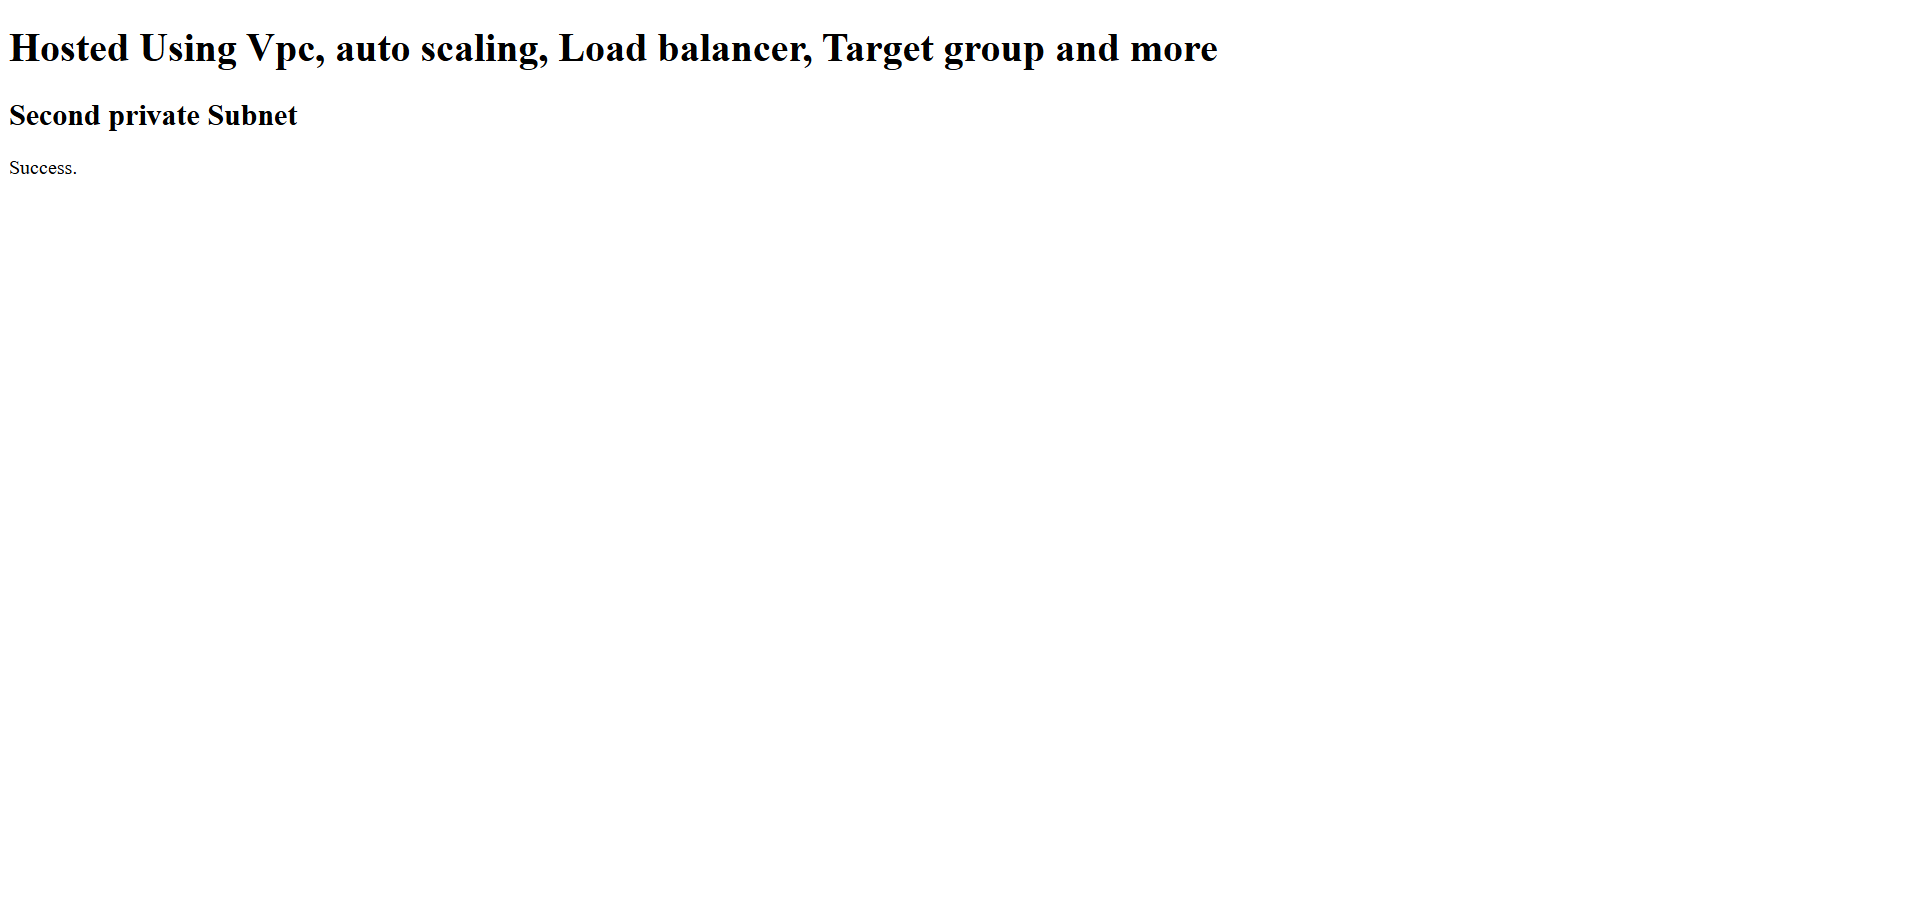 Hosted Using Vpc, auto scaling, Load balancer, Target group and more
Second private Subnet
Success.